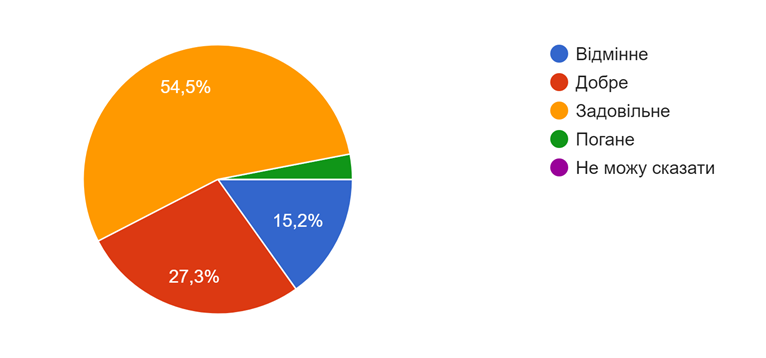 54,5%
15,2%
27,3%
Відмінне
Добре
Задовільне
Погане
Не можу сказати